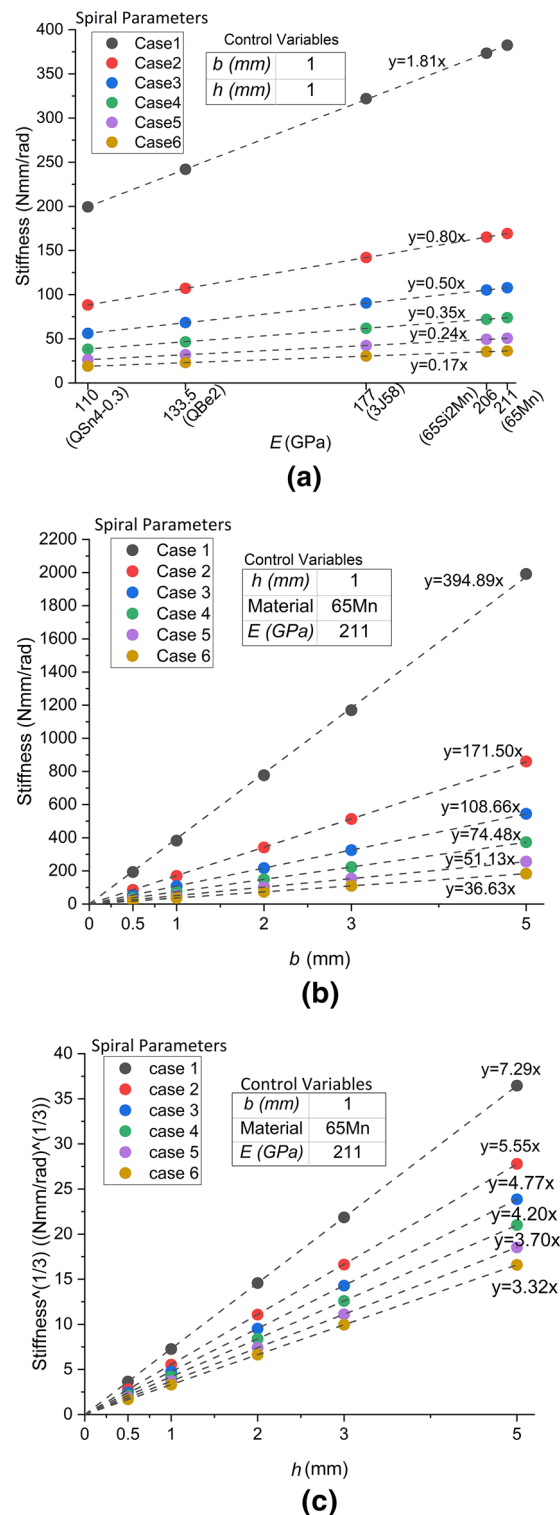 Spiral Parameters
Case1
Case2
Case3
Case4
Case5
Case6
Control Variables
b (mm) 1
h (mm) 1
400
350
300
250
200
150
100
50
0
Stiffness (Nmm/rad)
y=1.81x
y=0.80x
y=0.50x
y=0.35x
y=0.24x
y=0.17x
110
(QSn4-0.3)
133.5
(QBe2)
177
(3J58)
206
(65Si2Mn)
211
(65Mn)
E (GPa)
(a)
Spiral Parameters
Case 1
Case 2
Case 3
Case 4
Case 5
Case 6
Control Variables
h (mm) 1
Material 65Mn
E (GPa) 211
2200
2000
1800
1600
1400
1200
1000
800
600
400
200
0
Stiffness (Nmm/rad)
y=394.89x
y=171.50x
y=108.66x
y=74.48x
y=51.13x
y=36.63x
0 0.5 1 2 3 5
b (mm)
(b)
Spiral Parameters
case 1
case 2
case 3
case 4
case 5
case 6
Control Variables
b (mm) 1
Material 65Mn
E (GPa) 211
40
35
30
25
20
15
10
5
0
Stiffness^(1/3) ((Nmm/rad)^(1/3))
y=7.29x
y=5.55x
y=4.77x
y=4.20x
y=3.70x
y=3.32x
0 0.5 1 2 3 5
h (mm)
(c)